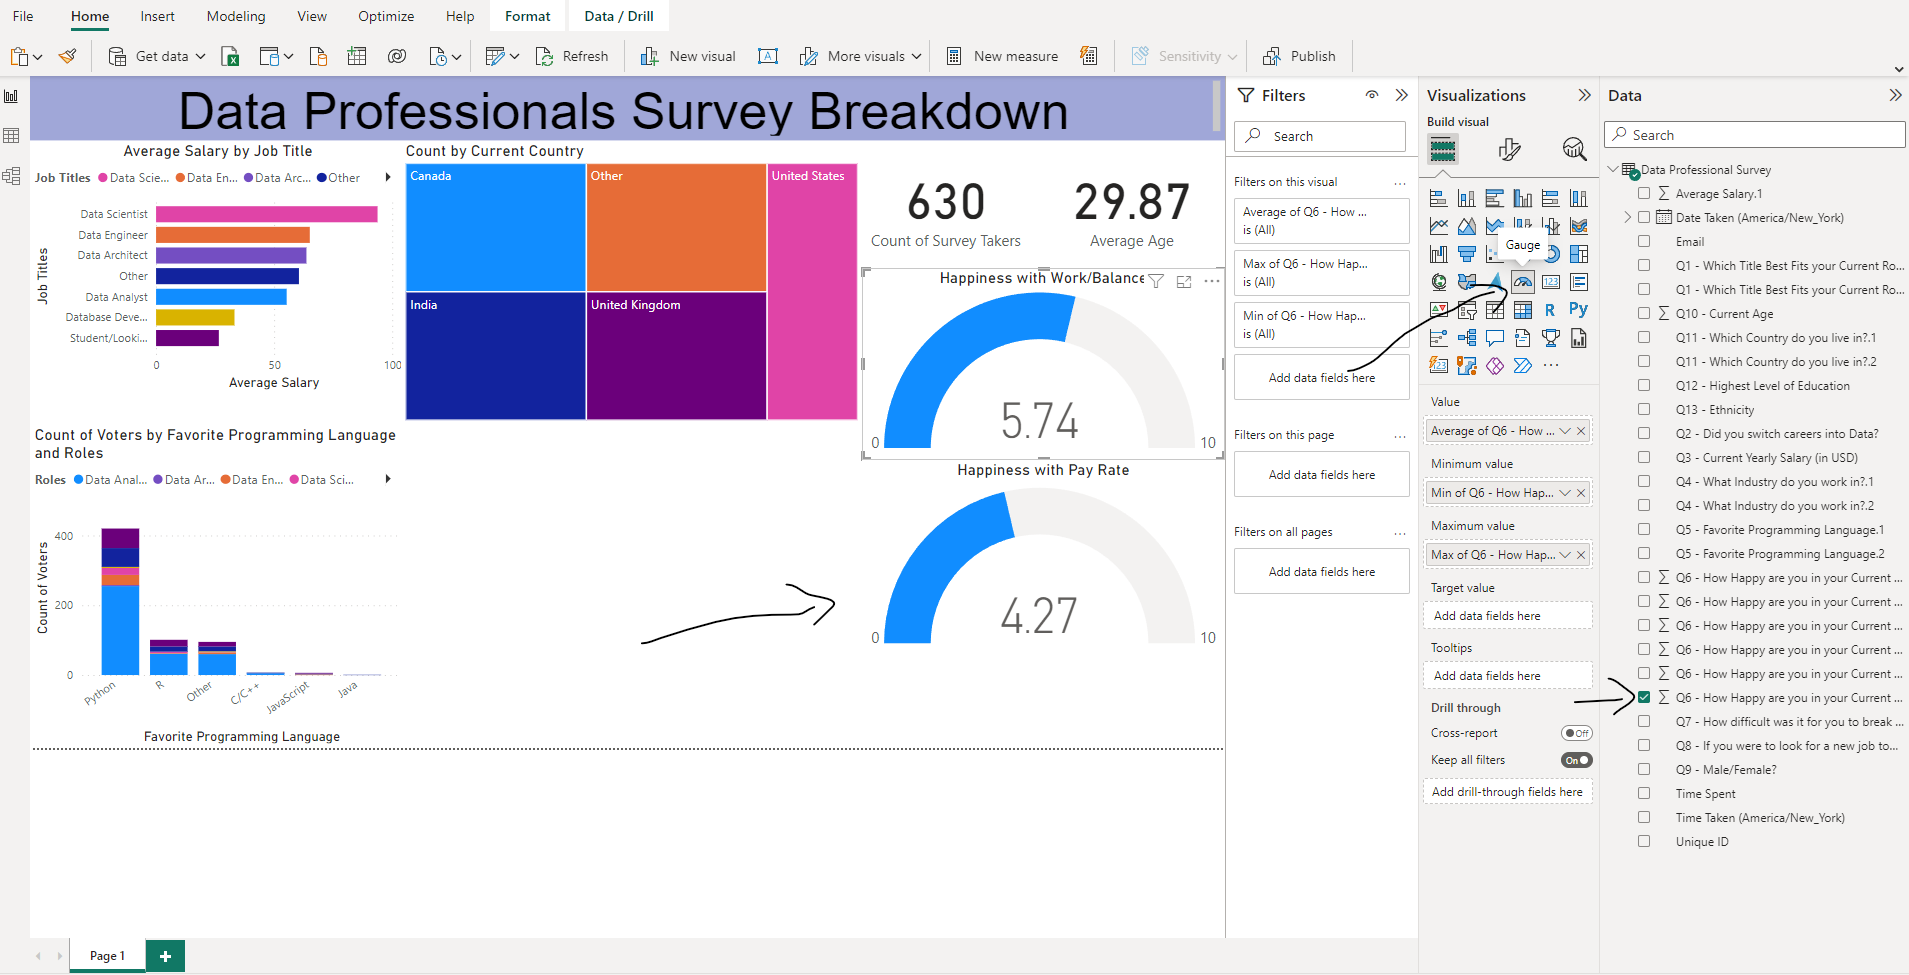 File Home Insert Modeling View Optimize Help Format Data / Drill
Get data Refresh New visual A More visuals New measure Sensitivity Publish
Data Professionals Survey Breakdown
Average Salary by Job Title
Job Titles Data Scie... Data En... Data Arc... Other
Job Titles
Data Scientist
Data Engineer
Data Architect
Other
Data Analyst
Database Deve...
Student/Looki...
0 50 100
Average Salary
Count by Current Country
Canada Other United States
India United Kingdom
630
Count of Survey Takers
29.87
Average Age
Happiness with Work/Balance
5.74
0 10
Happiness with Pay Rate
4.27
0 10
Count of Voters by Favorite Programming Language
and Roles
Roles Data Anal... Data Ar... Data En... Data Sci...
Count of Voters
400
200
0
Python R Other C/C++ JavaScript Java
Favorite Programming Language
Page 1
Filters
Search
Filters on this visual ...
Average of Q6 - How ...
is (All)
Max of Q6 - How Hap...
is (All)
Min of Q6 - How Hap...
is (All)
Add data fields here
Filters on this page ...
Add data fields here
Filters on all pages ...
Add data fields here
Visualizations
Build visual
Gauge
123
R Py
123
...
Value
Average of Q6 - How ...
Minimum value
Min of Q6 - How Hap...
Maximum value
Max of Q6 - How Hap...
Target value
Add data fields here
Tooltips
Add data fields here
Drill through
Cross-report Off
Keep all filters On
Add drill-through fields here
Data
Search
Data Professional Survey
∑ Average Salary.1
Date Taken (America/New_York)
Email
Q1 - Which Title Best Fits your Current Ro...
Q1 - Which Title Best Fits your Current Ro...
∑ Q10 - Current Age
Q11 - Which Country do you live in?.1
Q11 - Which Country do you live in?.2
Q12 - Highest Level of Education
Q13 - Ethnicity
Q2 - Did you switch careers into Data?
Q3 - Current Yearly Salary (in USD)
Q4 - What Industry do you work in?.1
Q4 - What Industry do you work in?.2
Q5 - Favorite Programming Language.1
Q5 - Favorite Programming Language.2
∑ Q6 - How Happy are you in your Current ...
∑ Q6 - How Happy are you in your Current ...
∑ Q6 - How Happy are you in your Current ...
∑ Q6 - How Happy are you in your Current ...
∑ Q6 - How Happy are you in your Current ...
∑ Q6 - How Happy are you in your Current ...
Q7 - How difficult was it for you to break ...
Q8 - If you were to look for a new job to...
Q9 - Male/Female?
Time Spent
Time Taken (America/New_York)
Unique ID